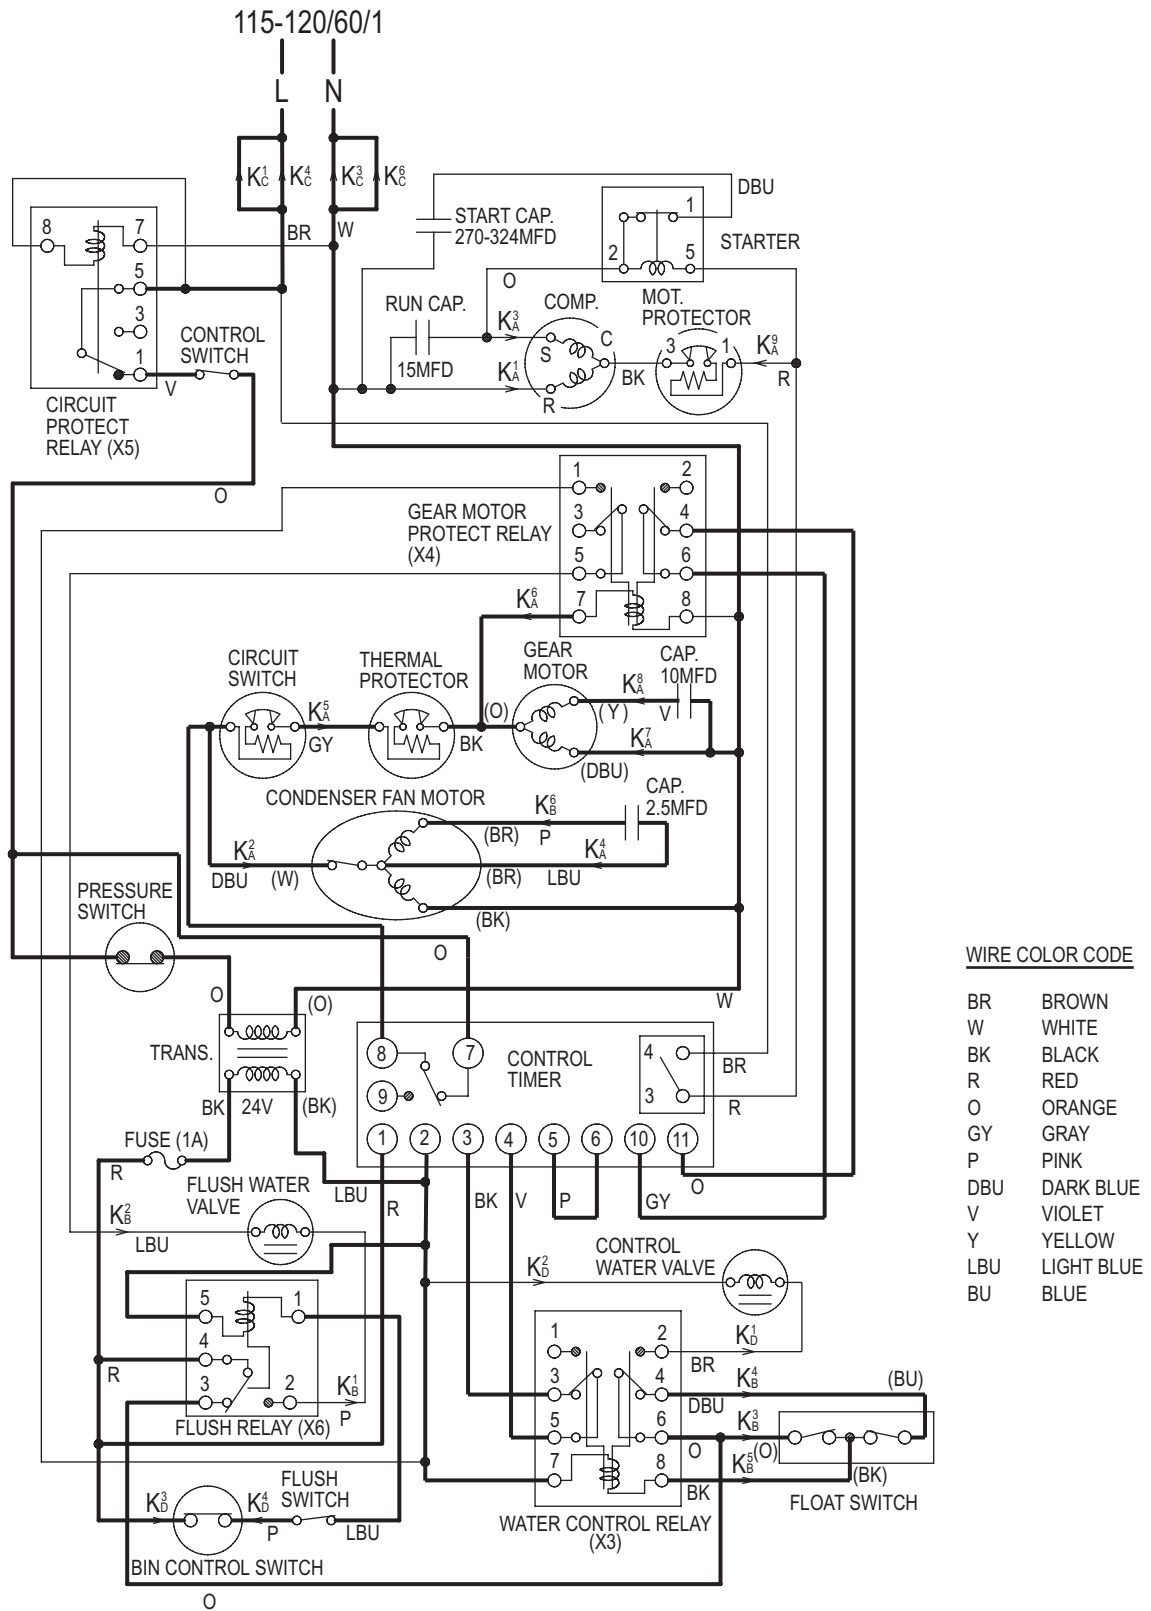 115-120/60/1
L N
K1C K4C K3C K6C
BR W
START CAP.
270-324MFD
DBU
1
STARTER
2 5
8 7
5
3
1
V
CONTROL
SWITCH
CIRCUIT
PROTECT
RELAY (X5)
O
RUN CAP.
15MFD
O
COMP.
K3A
K1A
S C
R
BK
MOT.
PROTECTOR
3 1
K9A
R
O
GEAR MOTOR
PROTECT RELAY
(X4)
1 2
3 4
5 6
7 8
K6A
CIRCUIT
SWITCH
K5A
GY
THERMAL
PROTECTOR
BK
(O)
GEAR
MOTOR
K8A
(Y) V
CAP.
10MFD
K7A
(DBU)
CONDENSER FAN MOTOR
K2A
DBU (W)
(BR)
K6B
P
CAP.
2.5MFD
(BR)
K4A
LBU
(BK)
PRESSURE
SWITCH
O
O (O)
W
TRANS.
BK 24V (BK)
8 7
9
CONTROL
TIMER
4 BR
3 R
1 2 3 4 5 6 10 11
FUSE (1A)
R
LBU
R
BK V P GY O
FLUSH WATER
VALVE
K2B
LBU
CONTROL
WATER VALVE
K2D
5 1
4
3 2
R
K1B
P
FLUSH RELAY (X6)
1 2
3 4
5 6
7 8
BR
K1D
DBU
K4B
(BU)
O
K3B
(O)
BK
K5B
(BK)
FLOAT SWITCH
WATER CONTROL RELAY
(X3)
K3D K4D
P
FLUSH
SWITCH
LBU
BIN CONTROL SWITCH
O
WIRE COLOR CODE
BR BROWN
W WHITE
BK BLACK
R RED
O ORANGE
GY GRAY
P PINK
DBU DARK BLUE
V VIOLET
Y YELLOW
LBU LIGHT BLUE
BU BLUE